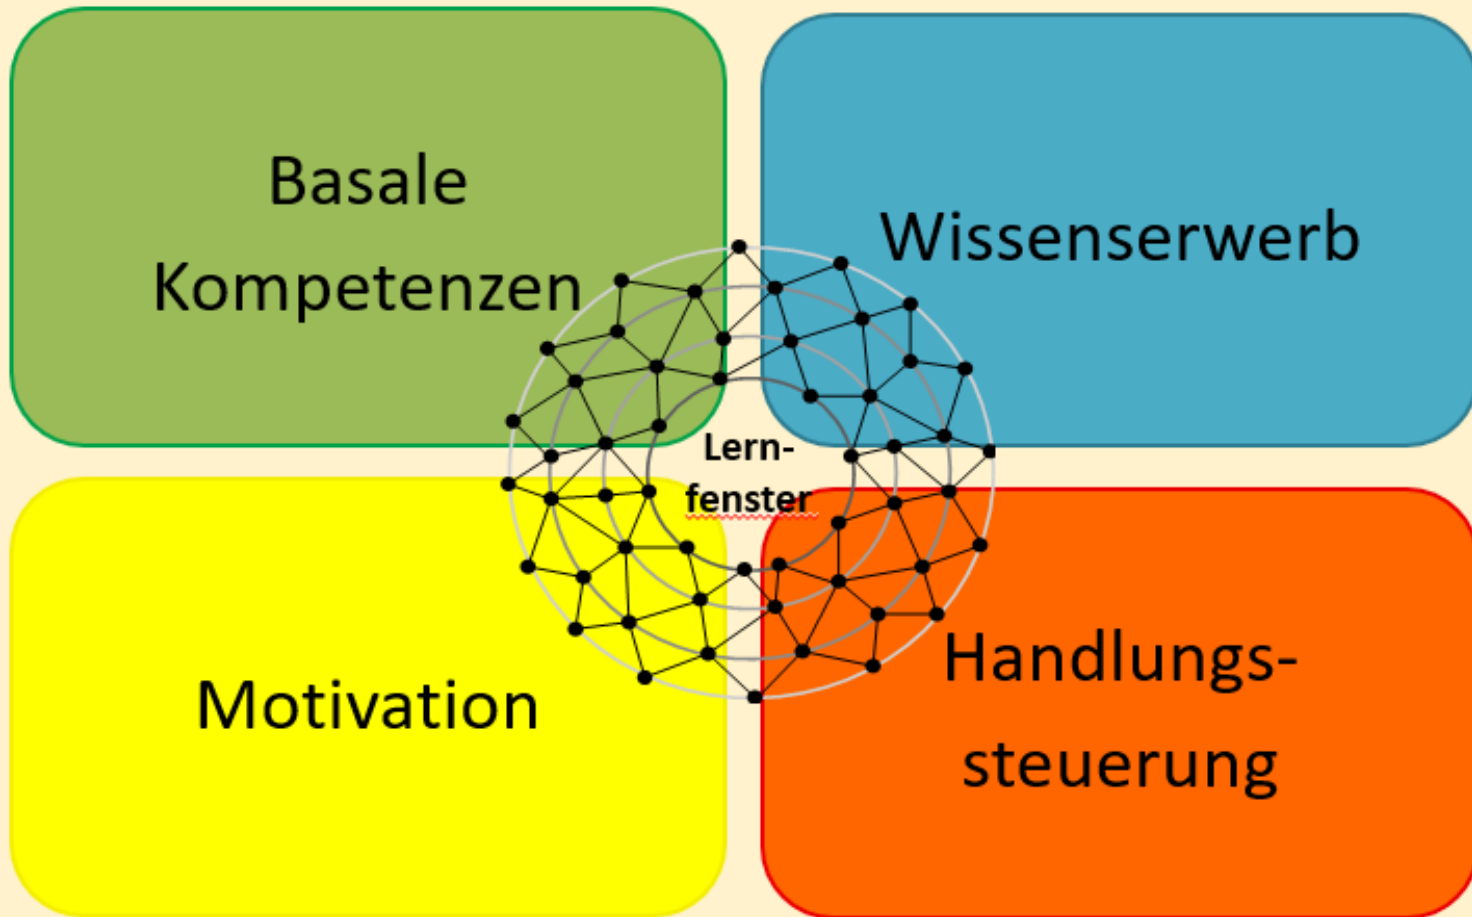 Basale
Kompetenzen
Wissenserwerb
Lern-
fenster
Motivation
Handlungs-
steuerung